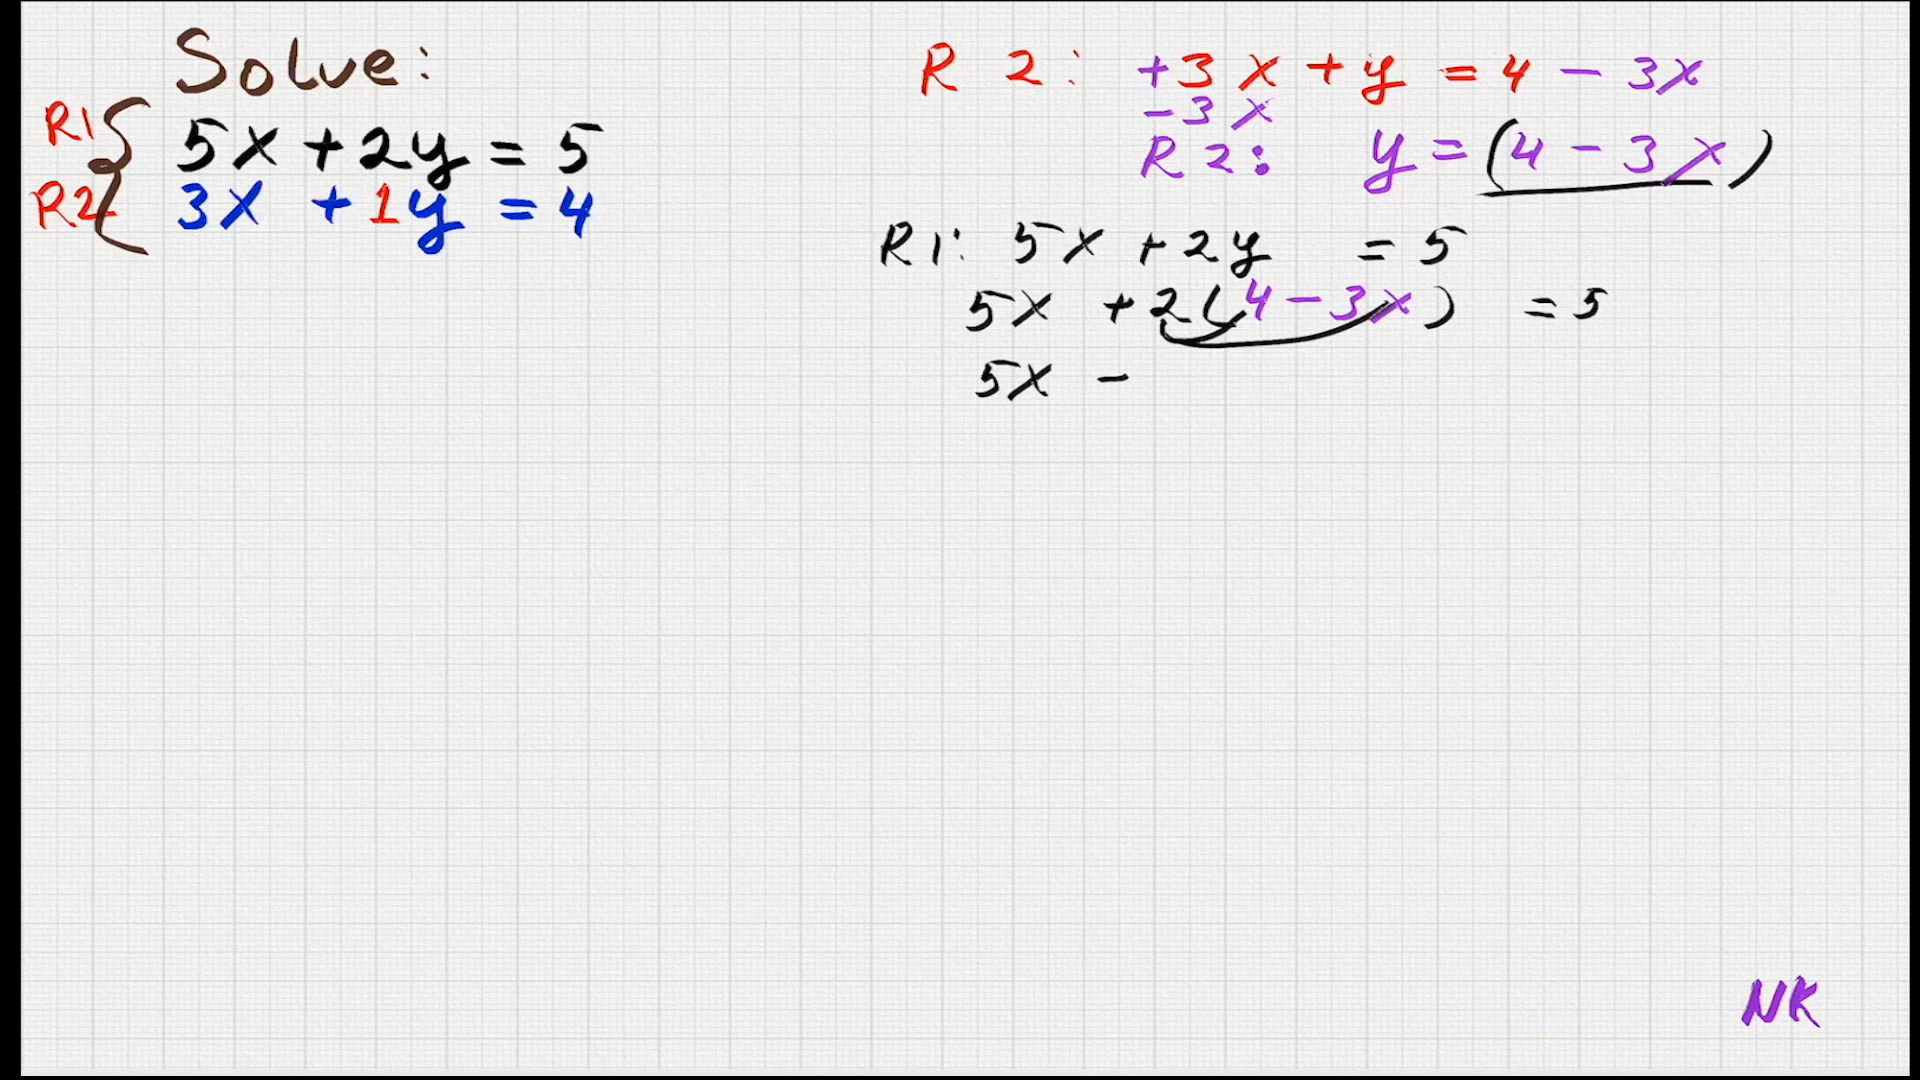 Solve:
R1 5x + 2y = 5
R2 3x + 1y = 4
R 2: +3x + y = 4 - 3x
-3x
R2: y = (4 - 3x)
R1: 5x + 2y = 5
5x + 2(4 - 3x) = 5
5x -
NK